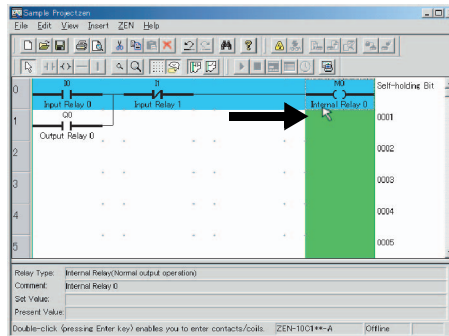 Sample Project.zen
File Edit View Insert ZEN Help
0 I0 I1 M0 Self-holding Bit
Input Relay 0 Input Relay 1 Internal Relay 0
1 Q0 0001
Output Relay 0
2 0002
3 0003
4 0004
5 0005
Relay Type: Internal Relay(Normal output operation)
Comment: Internal Relay 0
Set Value:
Present Value:
Double-click (pressing Enter key) enables you to enter contacts/coils. ZEN-10C1**-A Offline